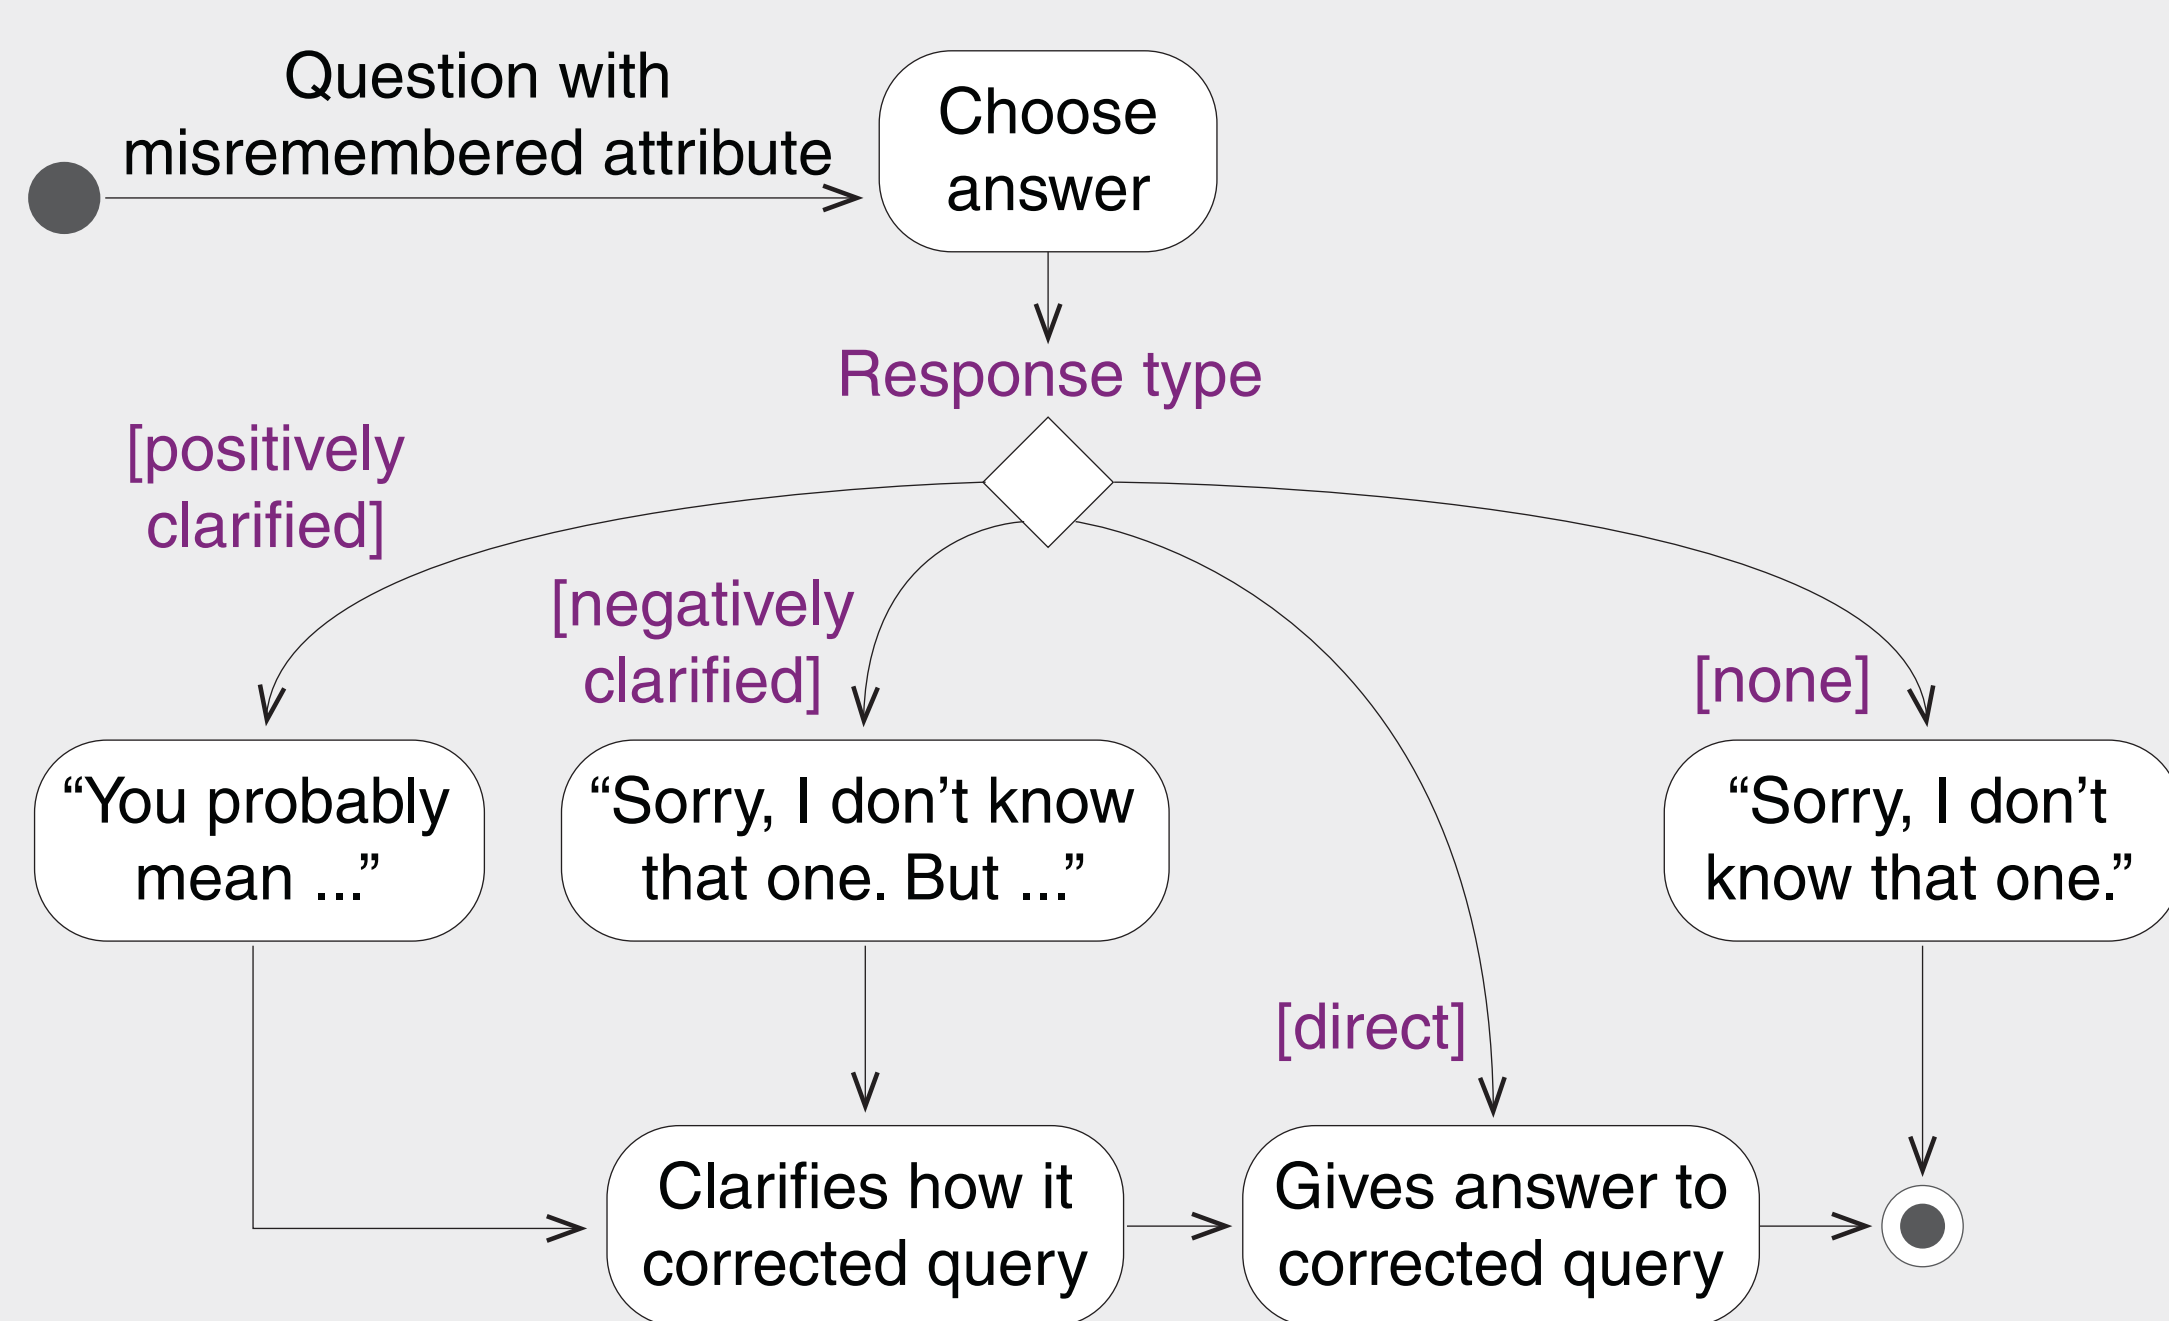 Question with
misremembered attribute
Choose
answer
Response type
[positively
clarified]
[negatively
clarified]
[none]
“You probably
mean ...”
“Sorry, I don’t know
that one. But ...”
“Sorry, I don’t
know that one.”
[direct]
Clarifies how it
corrected query
Gives answer to
corrected query